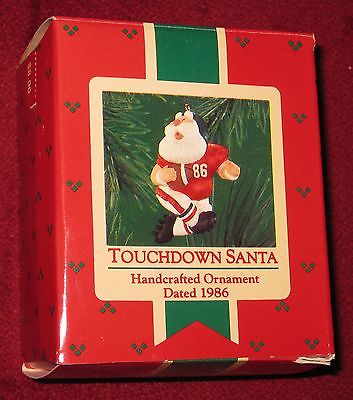 86
TOUCHDOWN SANTA
Handcrafted Ornament
Dated 1986